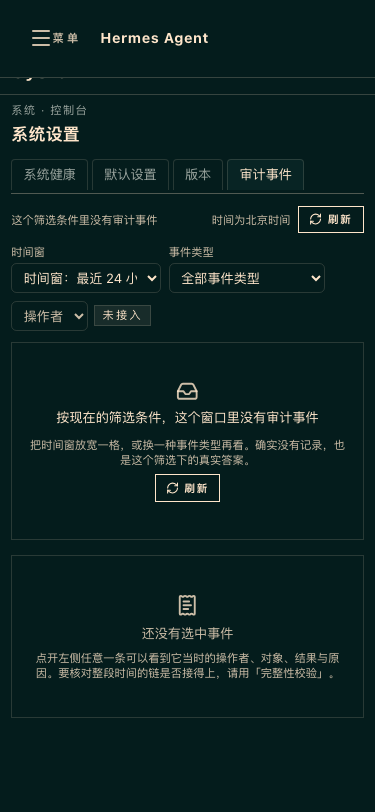 菜单
Hermes Agent
系统 · 控制台
系统设置
系统健康
默认设置
版本
审计事件
这个筛选条件里没有审计事件
时间为北京时间
刷新
时间窗
事件类型
时间窗：最近 24 小
全部事件类型
操作者
未接入
按现在的筛选条件，这个窗口里没有审计事件
把时间窗放宽一格，或换一种事件类型再看。确实没有记录，也
是这个筛选下的真实答案。
刷新
还没有选中事件
点开左侧任意一条可以看到它当时的操作者、对象、结果与原
因。要核对整段时间的链是否接得上，请用「完整性校验」。